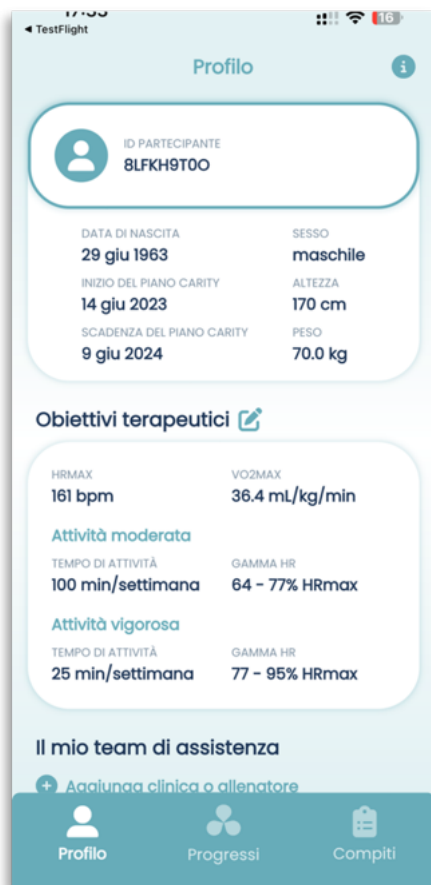 TestFlight
16
Profilo
ID PARTECIPANTE
8LFKH9T0O
DATA DI NASCITA
SESSO
29 giu 1963
maschile
INIZIO DEL PIANO CARITY
ALTEZZA
14 giu 2023
170 cm
SCADENZA DEL PIANO CARITY
PESO
9 giu 2024
70.0 kg
Obiettivi terapeutici
HRMAX
VO2MAX
161 bpm
36.4 mL/kg/min
Attività moderata
TEMPO DI ATTIVITÀ
GAMMA HR
100 min/settimana
64 - 77% HRmax
Attività vigorosa
TEMPO DI ATTIVITÀ
GAMMA HR
25 min/settimana
77 - 95% HRmax
Il mio team di assistenza
Aggiunga clinica o allenatore
Profilo
Progressi
Compiti